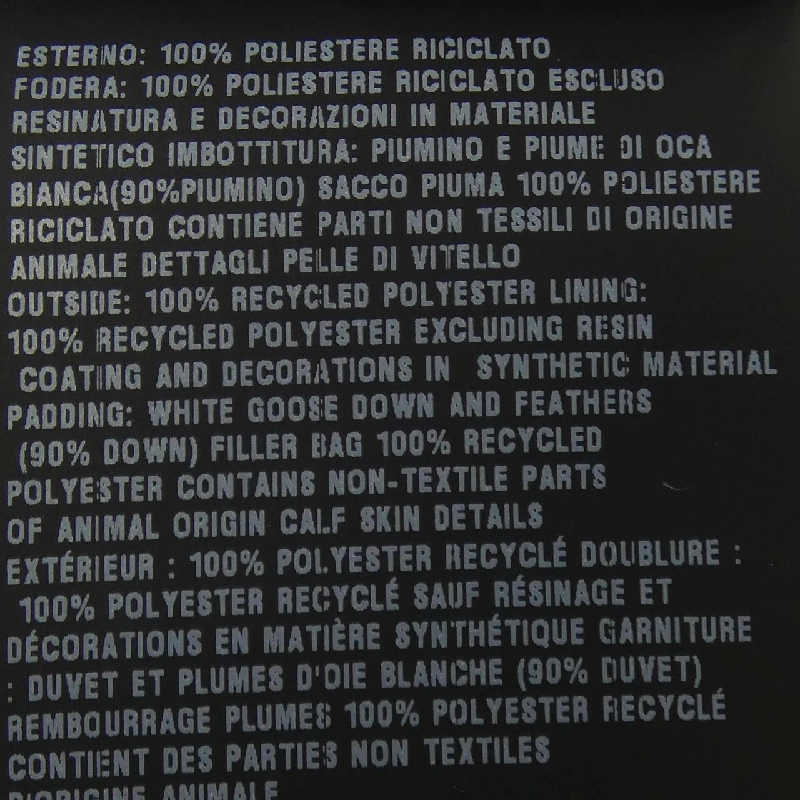 ESTERNO: 100% POLIESTERE RICICLATO
FODERA: 100% POLIESTERE RICICLATO ESCLUSO
RESINATURA E DECORAZIONI IN MATERIALE
SINTETICO IMBOTTITURA: PIUMINO E PIUME DI OCA
BIANCA(90%PIUMINO) SACCO PIUMA 100% POLIESTERE
RICICLATO CONTIENE PARTI NON TESSILI DI ORIGINE
ANIMALE DETTAGLI PELLE DI VITELLO
OUTSIDE: 100% RECYCLED POLYESTER LINING:
100% RECYCLED POLYESTER EXCLUDING RESIN
COATING AND DECORATIONS IN SYNTHETIC MATERIAL
PADDING: WHITE GOOSE DOWN AND FEATHERS
(90% DOWN) FILLER BAG 100% RECYCLED
POLYESTER CONTAINS NON-TEXTILE PARTS
OF ANIMAL ORIGIN CALF SKIN DETAILS
EXTÉRIEUR : 100% POLYESTER RECYCLÉ DOUBLURE :
100% POLYESTER RECYCLÉ SAUF RÉSINAGE ET
DÉCORATIONS EN MATIÈRE SYNTHÉTIQUE GARNITURE
: DUVET ET PLUMES D'OIE BLANCHE (90% DUVET)
REMBOURRAGE PLUMES 100% POLYESTER RECYCLÉ
CONTIENT DES PARTIES NON TEXTILES
D'ORIGINE ANIMALE